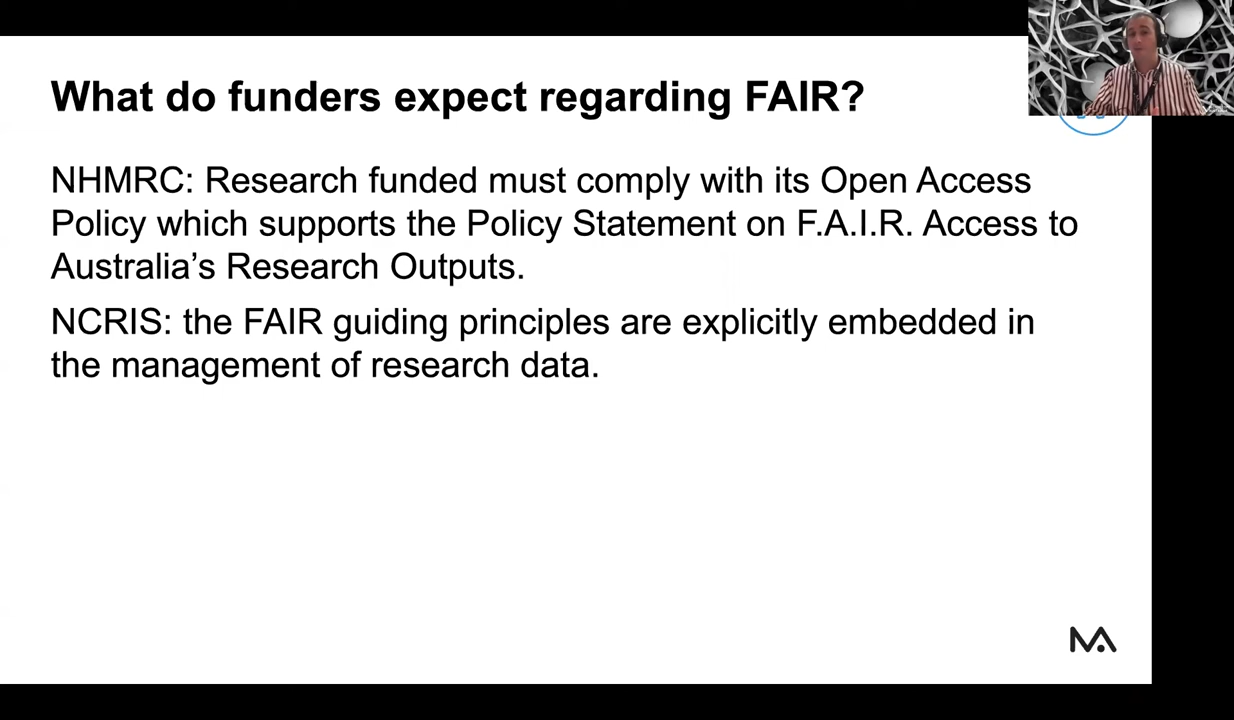 What do funders expect regarding FAIR?
NHMRC: Research funded must comply with its Open Access
Policy which supports the Policy Statement on F.A.I.R. Access to
Australia’s Research Outputs.
NCRIS: the FAIR guiding principles are explicitly embedded in
the management of research data.